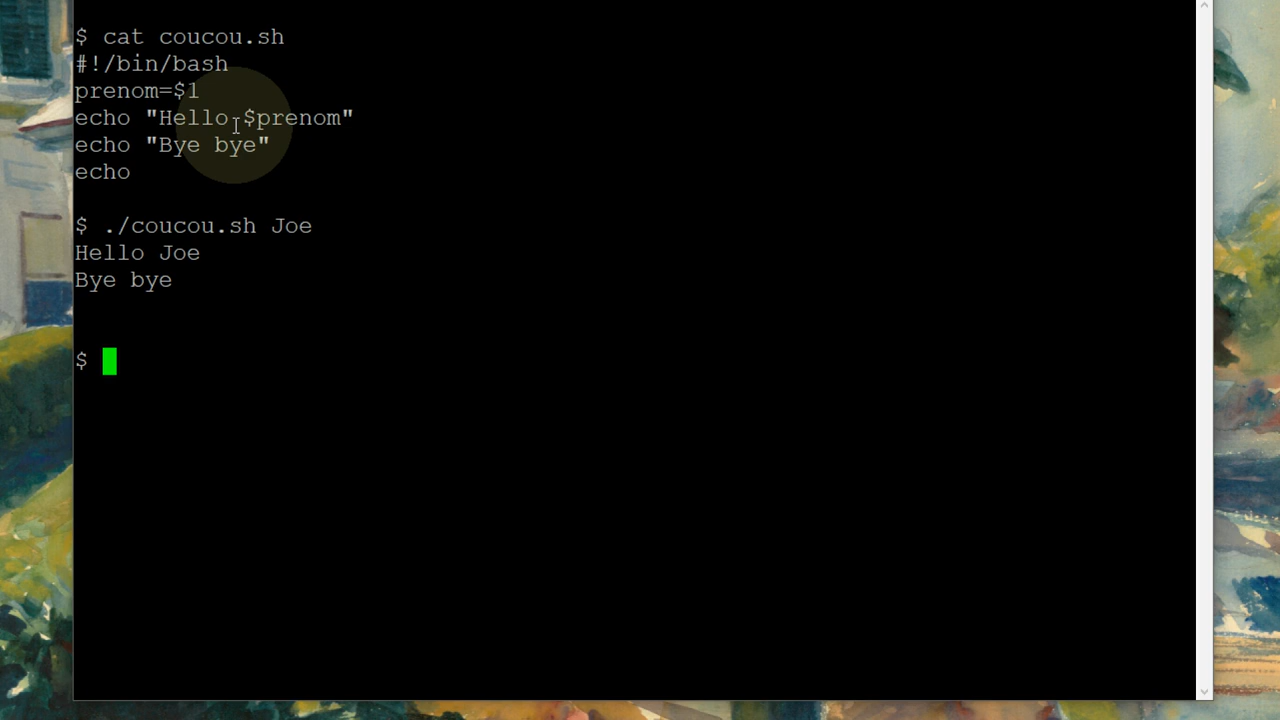 $ cat coucou.sh
#!/bin/bash
prenom=$1
echo "Hello $prenom"
echo "Bye bye"
echo
$ ./coucou.sh Joe
Hello Joe
Bye bye
$